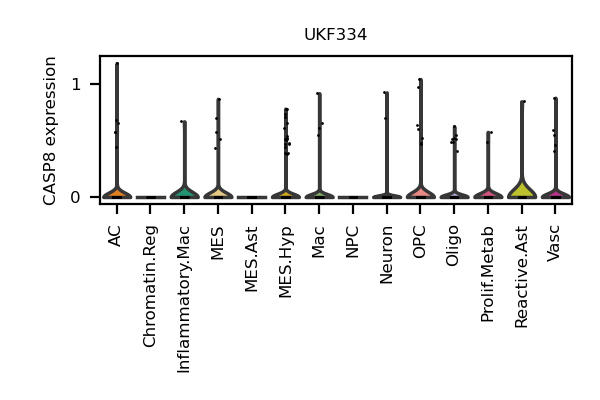 UKF334
CASP8 expression
1
0
AC
Chromatin.Reg
Inflammatory.Mac
MES
MES.Ast
MES.Hyp
Mac
NPC
Neuron
OPC
Oligo
Prolif.Metab
Reactive.Ast
Vasc